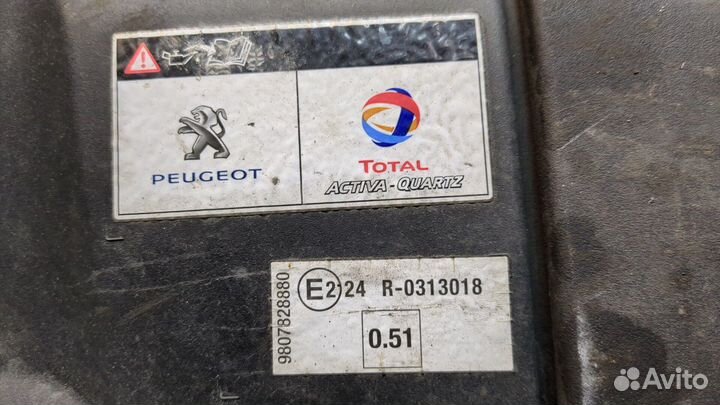 PEUGEOT
TOTAL
ACTIVA - QUARTZ
9807828880
E2 24 R-0313018
0.51
Avito